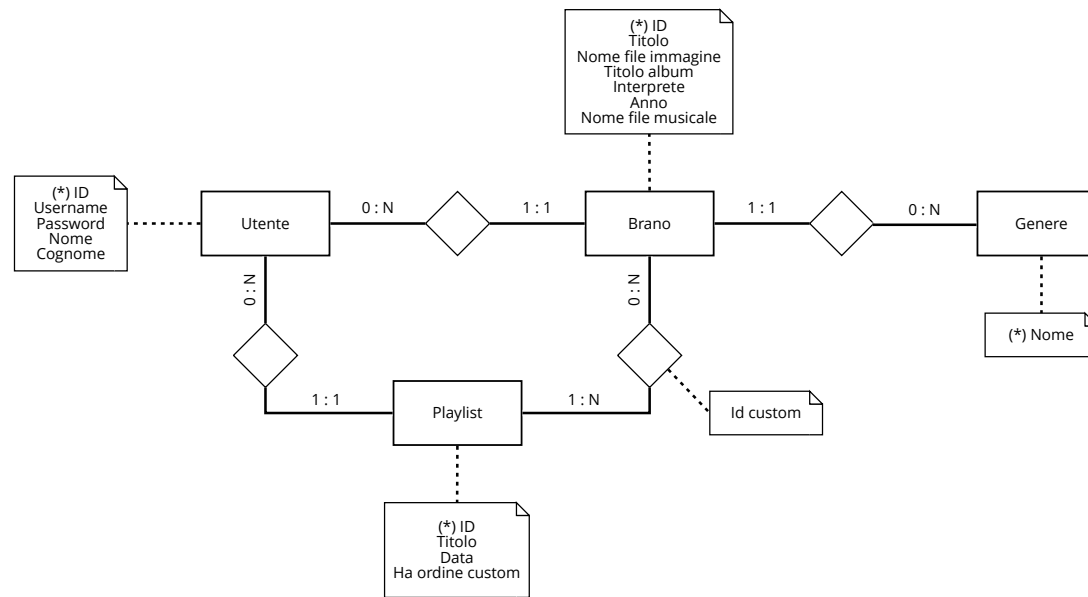 (*) ID
Titolo
Nome file immagine
Titolo album
Interprete
Anno
Nome file musicale
(*) ID
Username
Password
Nome
Cognome
Utente
0 : N
1 : 1
Brano
1 : 1
0 : N
Genere
0 : N
0 : N
(*) Nome
1 : 1
Playlist
1 : N
Id custom
(*) ID
Titolo
Data
Ha ordine custom